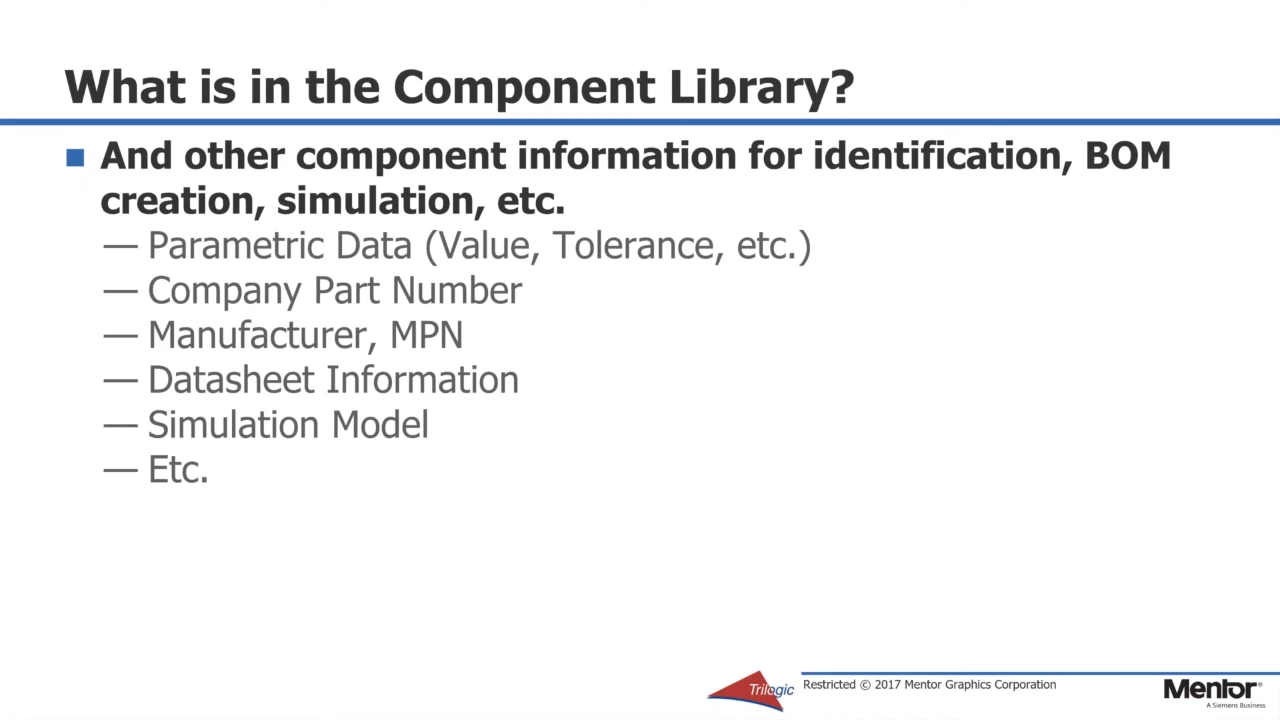 What is in the Component Library?
■ And other component information for identification, BOM
creation, simulation, etc.
— Parametric Data (Value, Tolerance, etc.)
— Company Part Number
— Manufacturer, MPN
— Datasheet Information
— Simulation Model
— Etc.
Trilogic
Restricted © 2017 Mentor Graphics Corporation
Mentor®
A Siemens Business